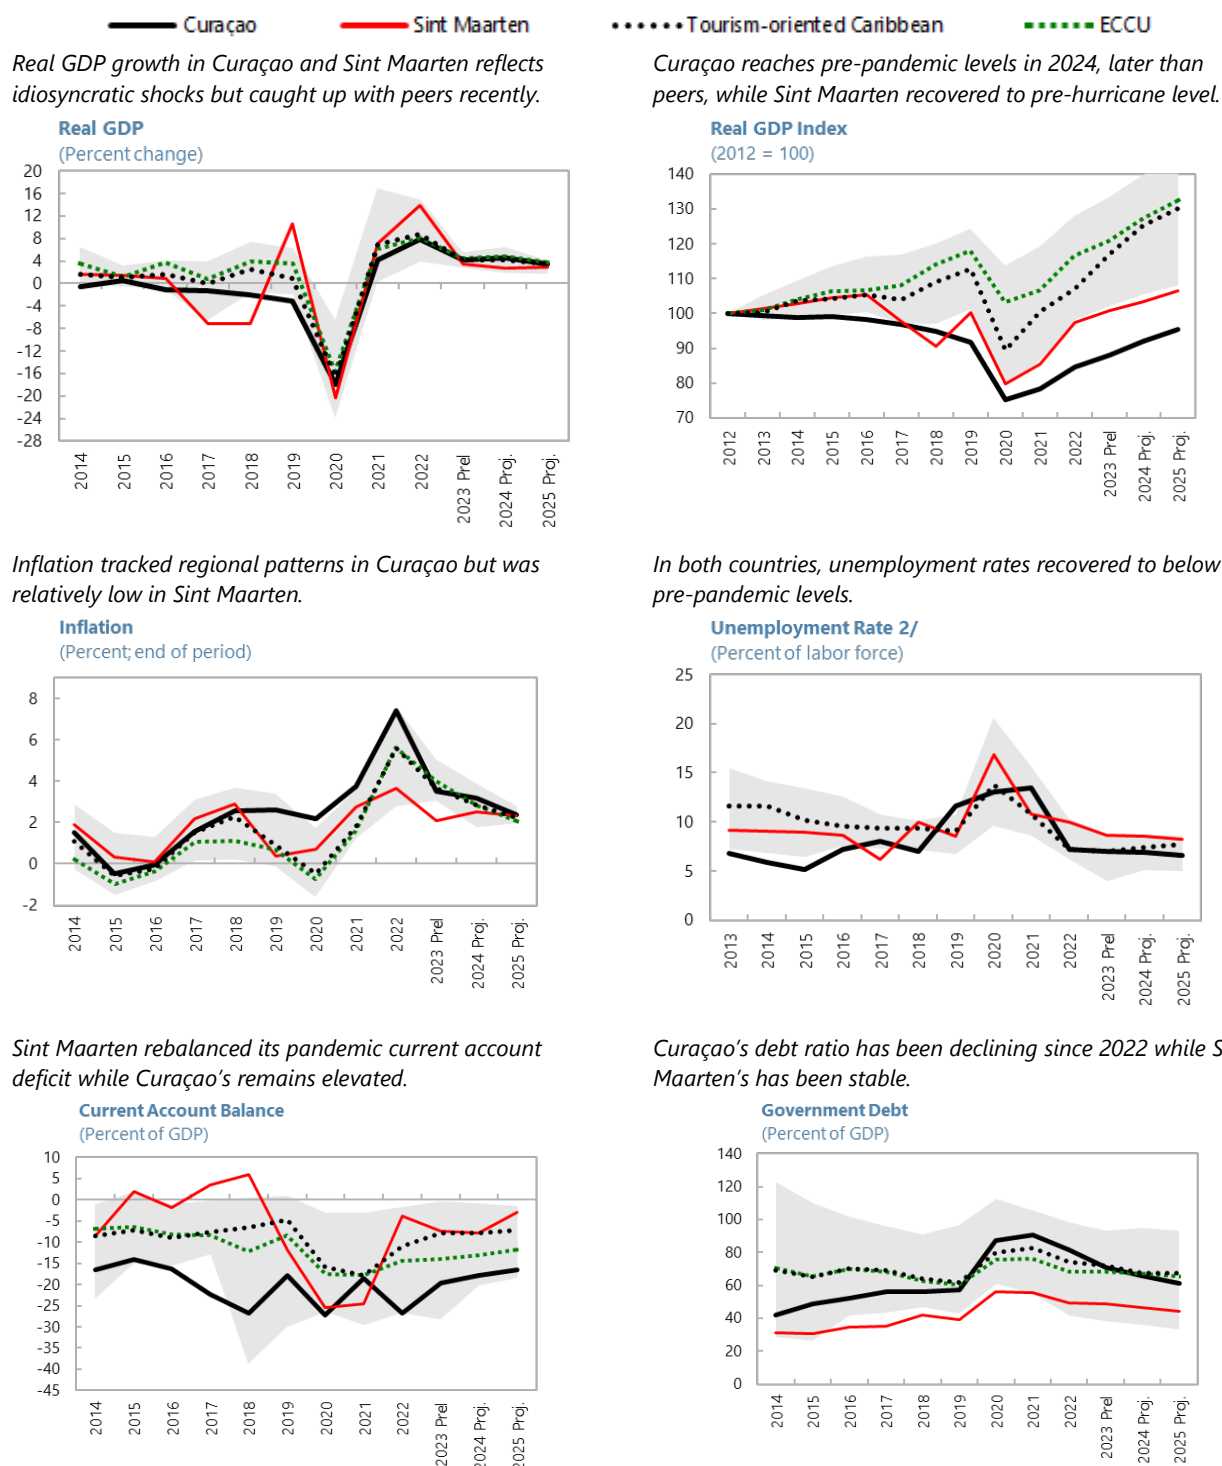 Curaçao Sint Maarten Tourism-oriented Caribbean ECCU
Real GDP growth in Curaçao and Sint Maarten reflects
idiosyncratic shocks but caught up with peers recently.
Real GDP
(Percent change)
20
16
12
8
4
0
-4
-8
-12
-16
-20
-24
-28
2014
2015
2016
2017
2018
2019
2020
2021
2022
2023 Prel
2024 Proj.
2025 Proj.
Curaçao reaches pre-pandemic levels in 2024, later than
peers, while Sint Maarten recovered to pre-hurricane level.
Real GDP Index
(2012 = 100)
140
130
120
110
100
90
80
70
2012
2013
2014
2015
2016
2017
2018
2019
2020
2021
2022
2023 Prel
2024 Proj.
2025 Proj.
Inflation tracked regional patterns in Curaçao but was
relatively low in Sint Maarten.
Inflation
(Percent; end of period)
8
6
4
2
0
-2
2014
2015
2016
2017
2018
2019
2020
2021
2022
2023 Prel
2024 Proj.
2025 Proj.
In both countries, unemployment rates recovered to below
pre-pandemic levels.
Unemployment Rate 2/
(Percent of labor force)
25
20
15
10
5
0
2013
2014
2015
2016
2017
2018
2019
2020
2021
2022
2023 Prel
2024 Proj.
2025 Proj.
Sint Maarten rebalanced its pandemic current account
deficit while Curaçao's remains elevated.
Current Account Balance
(Percent of GDP)
10
5
0
-5
-10
-15
-20
-25
-30
-35
-40
-45
2014
2015
2016
2017
2018
2019
2020
2021
2022
2023 Prel
2024 Proj.
2025 Proj.
Curaçao's debt ratio has been declining since 2022 while S
Maarten's has been stable.
Government Debt
(Percent of GDP)
140
120
100
80
60
40
20
0
2014
2015
2016
2017
2018
2019
2020
2021
2022
2023 Prel
2024 Proj.
2025 Proj.